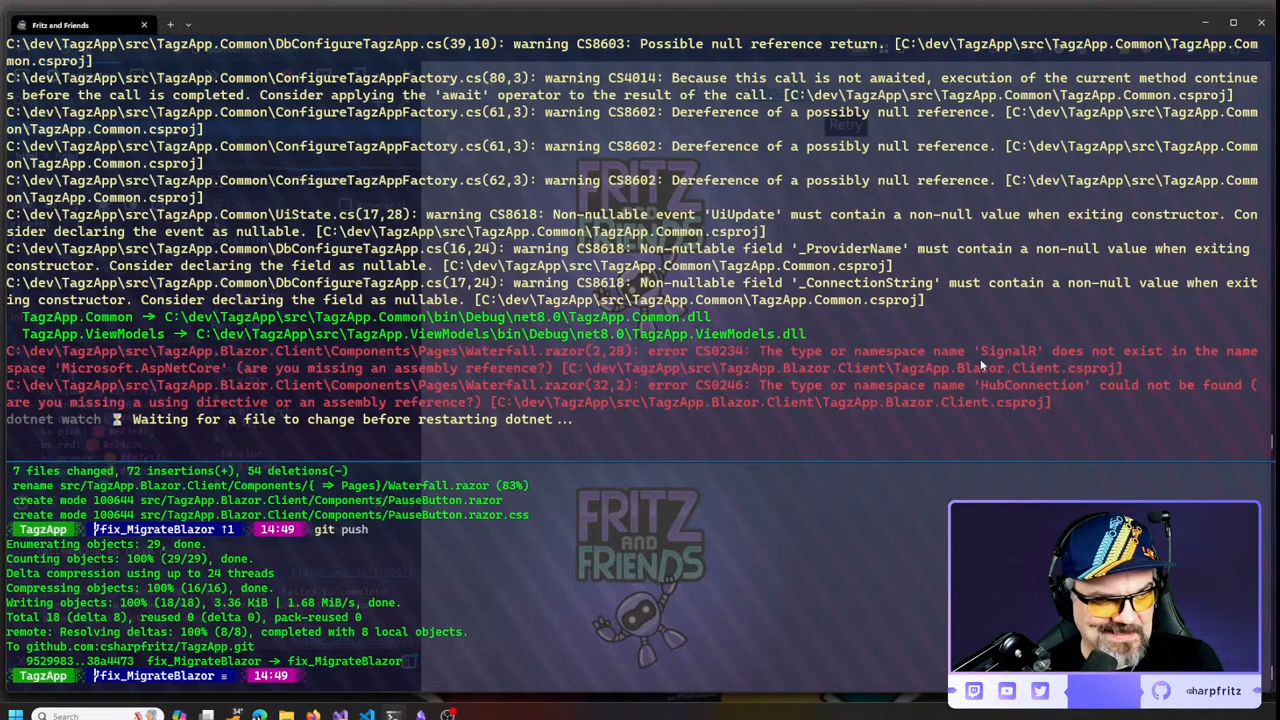 Fritz and Friends
C:\dev\TagzApp\src\TagzApp.Common\DbConfigureTagzApp.cs(39,10): warning CS8603: Possible null reference return. [C:\dev\TagzApp\src\TagzApp.Common\TagzApp.Com
mon.csproj]
C:\dev\TagzApp\src\TagzApp.Common\ConfigureTagzAppFactory.cs(80,3): warning CS4014: Because this call is not awaited, execution of the current method continue
s before the call is completed. Consider applying the 'await' operator to the result of the call. [C:\dev\TagzApp\src\TagzApp.Common\TagzApp.Common.csproj]
C:\dev\TagzApp\src\TagzApp.Common\ConfigureTagzAppFactory.cs(61,3): warning CS8602: Dereference of a possibly null reference. [C:\dev\TagzApp\src\TagzApp.Comm
on\TagzApp.Common.csproj]
C:\dev\TagzApp\src\TagzApp.Common\ConfigureTagzAppFactory.cs(61,3): warning CS8602: Dereference of a possibly null reference. [C:\dev\TagzApp\src\TagzApp.Comm
on\TagzApp.Common.csproj]
C:\dev\TagzApp\src\TagzApp.Common\ConfigureTagzAppFactory.cs(62,3): warning CS8602: Dereference of a possibly null reference. [C:\dev\TagzApp\src\TagzApp.Comm
on\TagzApp.Common.csproj]
C:\dev\TagzApp\src\TagzApp.Common\UiState.cs(17,28): warning CS8618: Non-nullable event 'UiUpdate' must contain a non-null value when exiting constructor. Con
sider declaring the event as nullable. [C:\dev\TagzApp\src\TagzApp.Common\TagzApp.Common.csproj]
C:\dev\TagzApp\src\TagzApp.Common\DbConfigureTagzApp.cs(16,24): warning CS8618: Non-nullable field '_ProviderName' must contain a non-null value when exiting
constructor. Consider declaring the field as nullable. [C:\dev\TagzApp\src\TagzApp.Common\TagzApp.Common.csproj]
C:\dev\TagzApp\src\TagzApp.Common\DbConfigureTagzApp.cs(17,24): warning CS8618: Non-nullable field '_ConnectionString' must contain a non-null value when exit
ing constructor. Consider declaring the field as nullable. [C:\dev\TagzApp\src\TagzApp.Common\TagzApp.Common.csproj]
TagzApp.Common -> C:\dev\TagzApp\src\TagzApp.Common\bin\Debug\net8.0\TagzApp.Common.dll
TagzApp.ViewModels -> C:\dev\TagzApp\src\TagzApp.ViewModels\bin\Debug\net8.0\TagzApp.ViewModels.dll
C:\dev\TagzApp\src\TagzApp.Blazor.Client\Components\Pages\Waterfall.razor(2,28): error CS0234: The type or namespace name 'SignalR' does not exist in the name
space 'Microsoft.AspNetCore' (are you missing an assembly reference?) [C:\dev\TagzApp\src\TagzApp.Blazor.Client\TagzApp.Blazor.Client.csproj]
C:\dev\TagzApp\src\TagzApp.Blazor.Client\Components\Pages\Waterfall.razor(32,2): error CS0246: The type or namespace name 'HubConnection' could not be found (
are you missing a using directive or an assembly reference?) [C:\dev\TagzApp\src\TagzApp.Blazor.Client\TagzApp.Blazor.Client.csproj]
dotnet watch ⏳ Waiting for a file to change before restarting dotnet...
Retry
FRITZ
AND
FRIENDS
7 files changed, 72 insertions(+), 54 deletions(-)
rename src/TagzApp.Blazor.Client/Components/{ => Pages}/Waterfall.razor (83%)
create mode 100644 src/TagzApp.Blazor.Client/Components/PauseButton.razor
create mode 100644 src/TagzApp.Blazor.Client/Components/PauseButton.razor.css
TagzApp fix_MigrateBlazor ↑1 14:49 git push
Enumerating objects: 29, done.
Counting objects: 100% (29/29), done.
Delta compression using up to 24 threads
Compressing objects: 100% (16/16), done.
Writing objects: 100% (18/18), 3.36 KiB | 1.68 MiB/s, done.
Total 18 (delta 8), reused 0 (delta 0), pack-reused 0
remote: Resolving deltas: 100% (8/8), completed with 8 local objects.
To github.com:csharpfritz/TagzApp.git
9529983..38a4473 fix_MigrateBlazor -> fix_MigrateBlazor
TagzApp fix_MigrateBlazor ≡ 14:49
FRITZ
AND
FRIENDS
csharpfritz
Search
34°